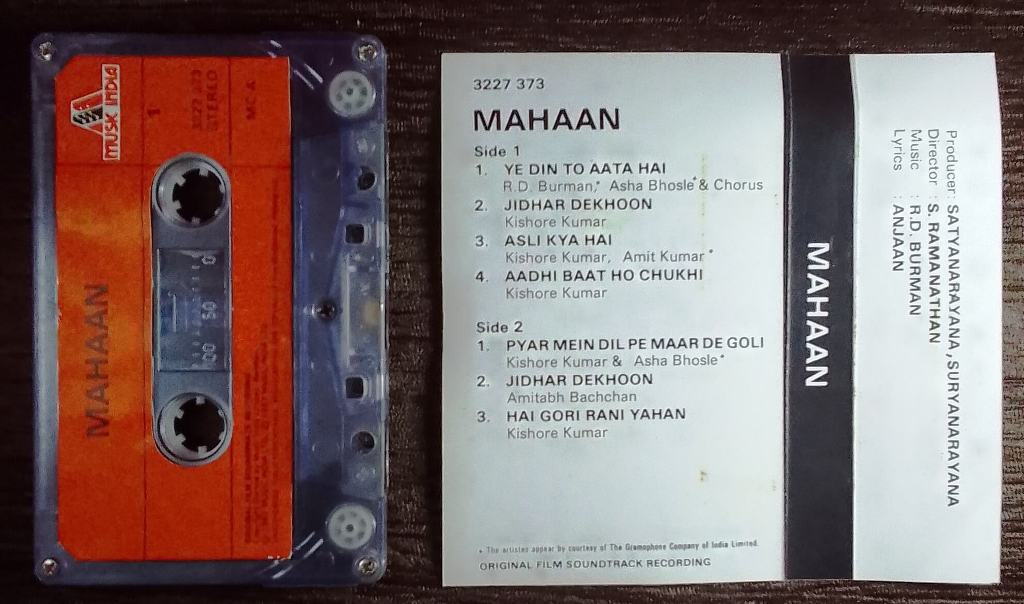 MUSIC INDIA
1
3227 373
STEREO
MC A
MAHAAN
0
50
100
3227 373
MAHAAN
Side 1
1. YE DIN TO AATA HAI
R.D. Burman,* Asha Bhosle* & Chorus
2. JIDHAR DEKHOON
Kishore Kumar
3. ASLI KYA HAI
Kishore Kumar, Amit Kumar*
4. AADHI BAAT HO CHUKHI
Kishore Kumar
Side 2
1. PYAR MEIN DIL PE MAAR DE GOLI
Kishore Kumar & Asha Bhosle*
2. JIDHAR DEKHOON
Amitabh Bachchan
3. HAI GORI RANI YAHAN
Kishore Kumar
* The artistes appear by courtesy of The Gramophone Company of India Limited.
ORIGINAL FILM SOUNDTRACK RECORDING
MAHAAN
Producer: SATYANARAYANA, SURYANARAYANA
Director : S. RAMANATHAN
Music : R.D. BURMAN
Lyrics : ANJAAN